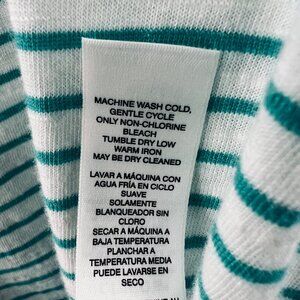 MACHINE WASH COLD,
GENTLE CYCLE
ONLY NON-CHLORINE
BLEACH
TUMBLE DRY LOW
WARM IRON
MAY BE DRY CLEANED
LAVAR A MÁQUINA CON
AGUA FRÍA EN CICLO
SUAVE
SOLAMENTE
BLANQUEADOR SIN
CLORO
SECAR A MÁQUINA A
BAJA TEMPERATURA
PLANCHAR A
TEMPERATURA MEDIA
PUEDE LAVARSE EN
SECO